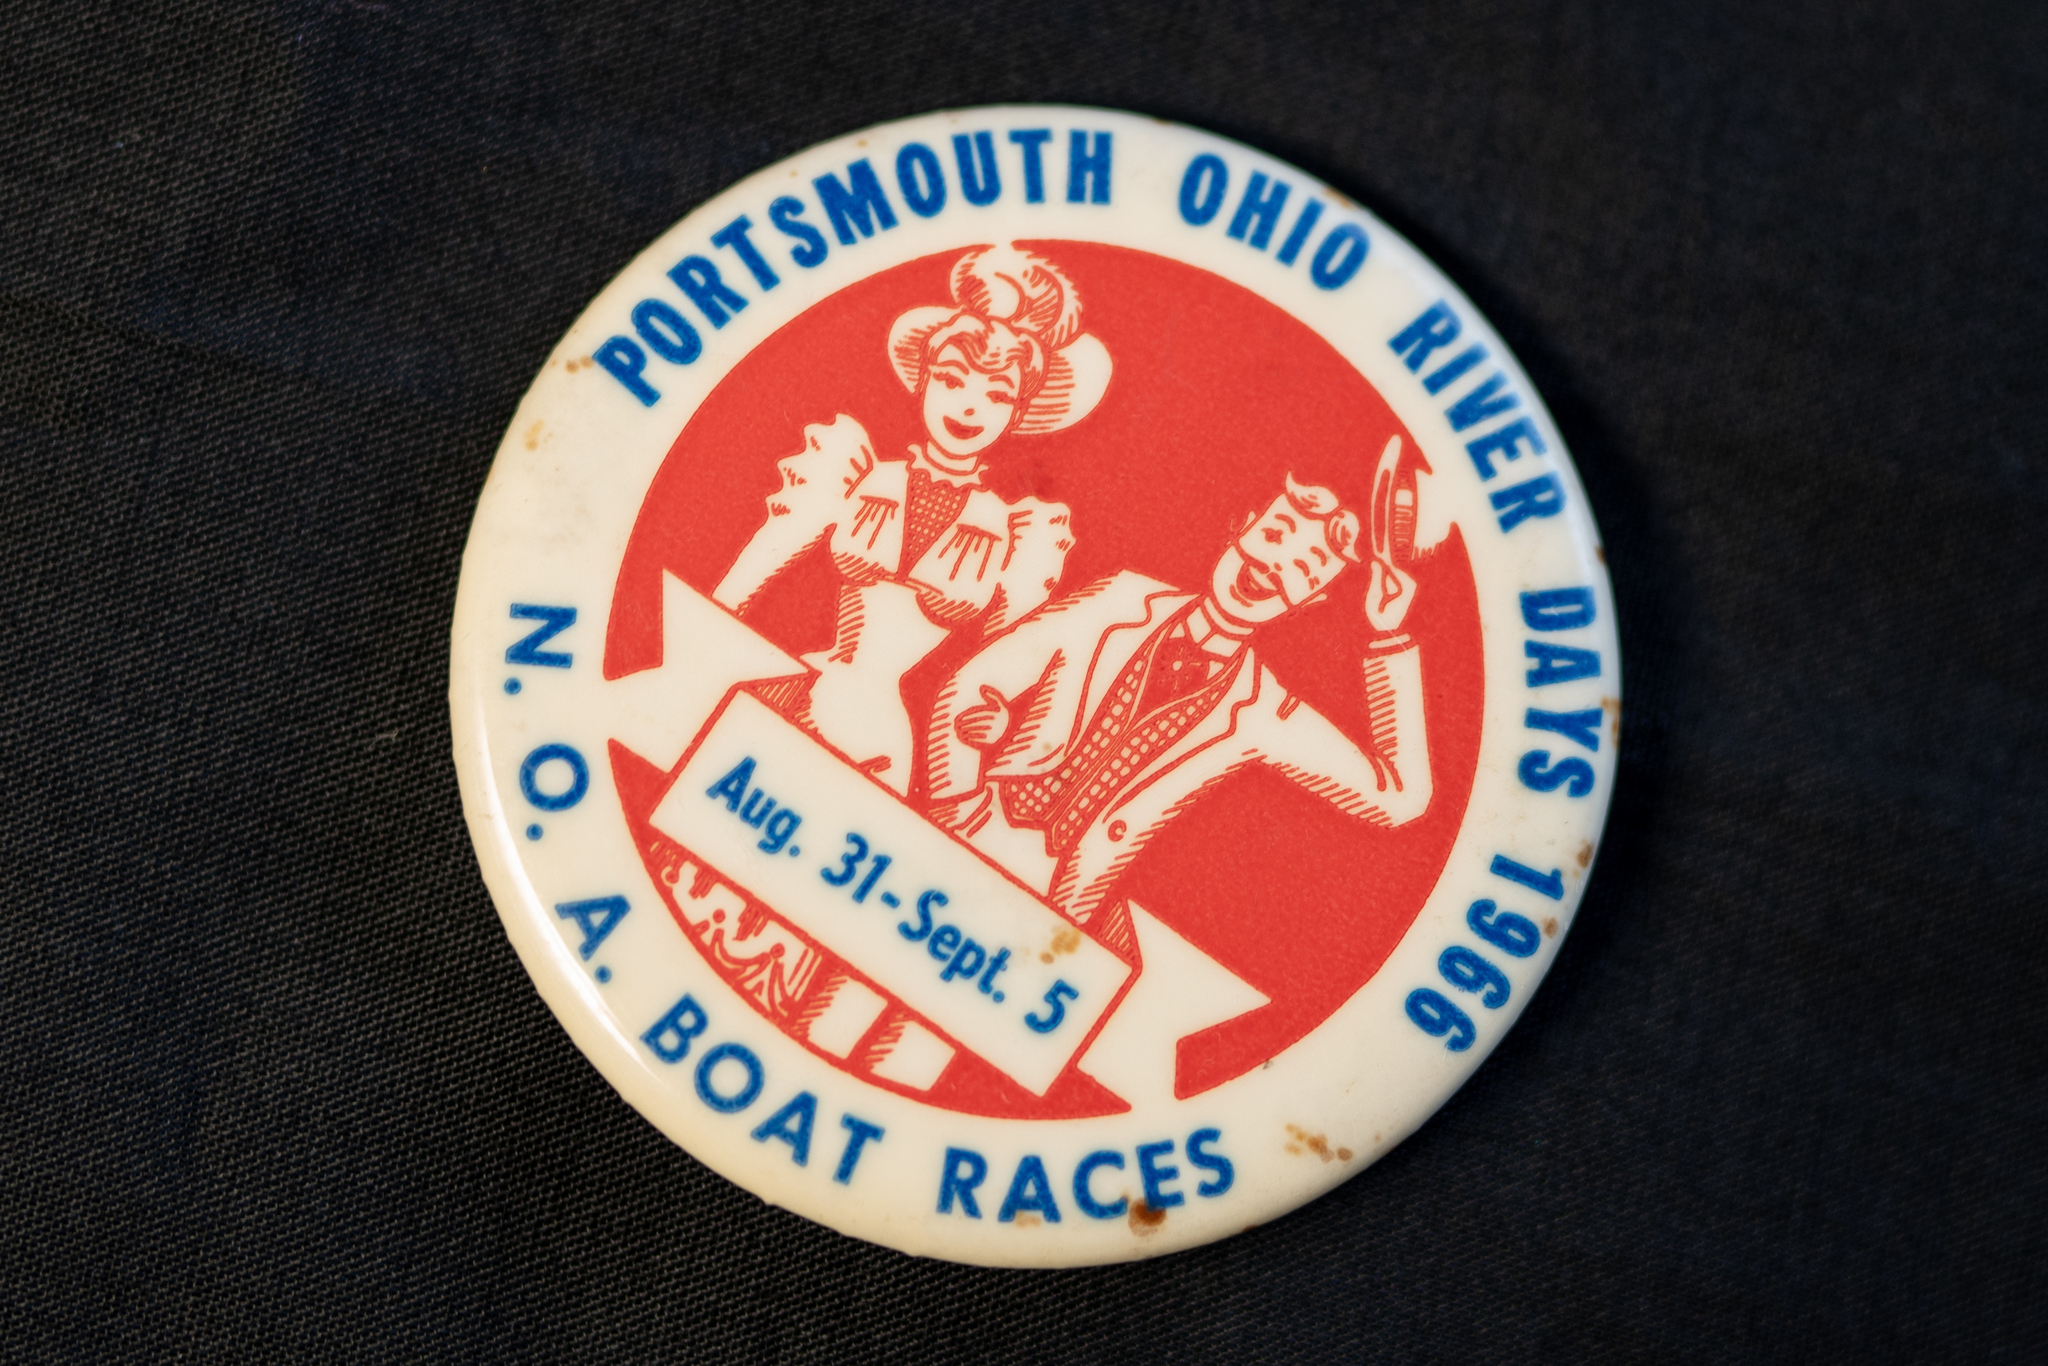 PORTSMOUTH OHIO RIVER DAYS 1966
Aug. 31-Sept. 5
N. O. A. BOAT RACES